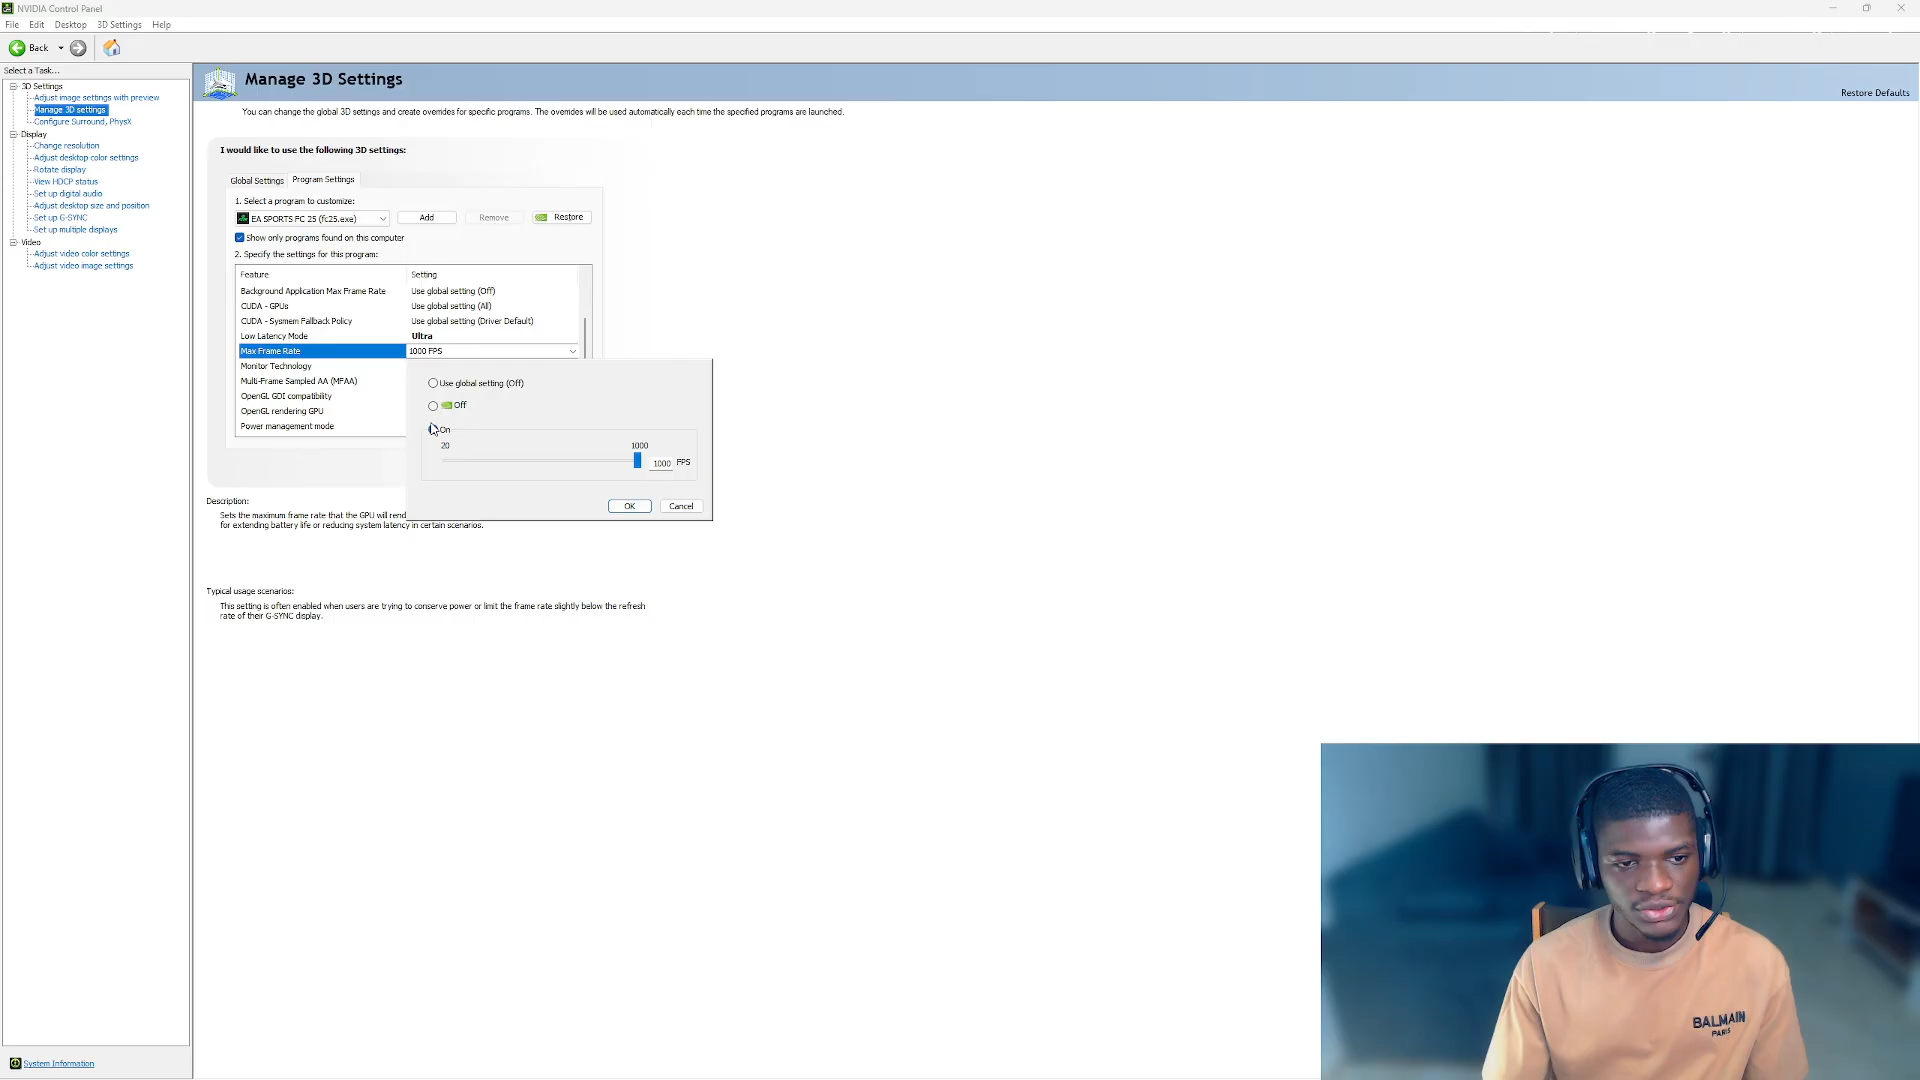 NVIDIA Control Panel
File Edit Desktop 3D Settings Help
Back
Select a Task...
3D Settings
Adjust image settings with preview
Manage 3D settings
Configure Surround, PhysX
Display
Change resolution
Adjust desktop color settings
Rotate display
View HDCP status
Set up digital audio
Adjust desktop size and position
Set up G-SYNC
Set up multiple displays
Video
Adjust video color settings
Adjust video image settings
System Information
Manage 3D Settings
Restore Defaults
You can change the global 3D settings and create overrides for specific programs. The overrides will be used automatically each time the specified programs are launched.
I would like to use the following 3D settings:
Global Settings Program Settings
1. Select a program to customize:
EA SPORTS FC 25 (fc25.exe) Add Remove Restore
Show only programs found on this computer
2. Specify the settings for this program:
Feature Setting
Background Application Max Frame Rate Use global setting (Off)
CUDA - GPUs Use global setting (All)
CUDA - Sysmem Fallback Policy Use global setting (Driver Default)
Low Latency Mode Ultra
Max Frame Rate 1000 FPS
Monitor Technology
Multi-Frame Sampled AA (MFAA)
OpenGL GDI compatibility
OpenGL rendering GPU
Power management mode
Use global setting (Off)
Off
On
20 1000
1000 FPS
OK Cancel
Description:
Sets the maximum frame rate that the GPU will rend
for extending battery life or reducing system latency in certain scenarios.
Typical usage scenarios:
This setting is often enabled when users are trying to conserve power or limit the frame rate slightly below the refresh
rate of their G-SYNC display.
BALMAIN
PARIS